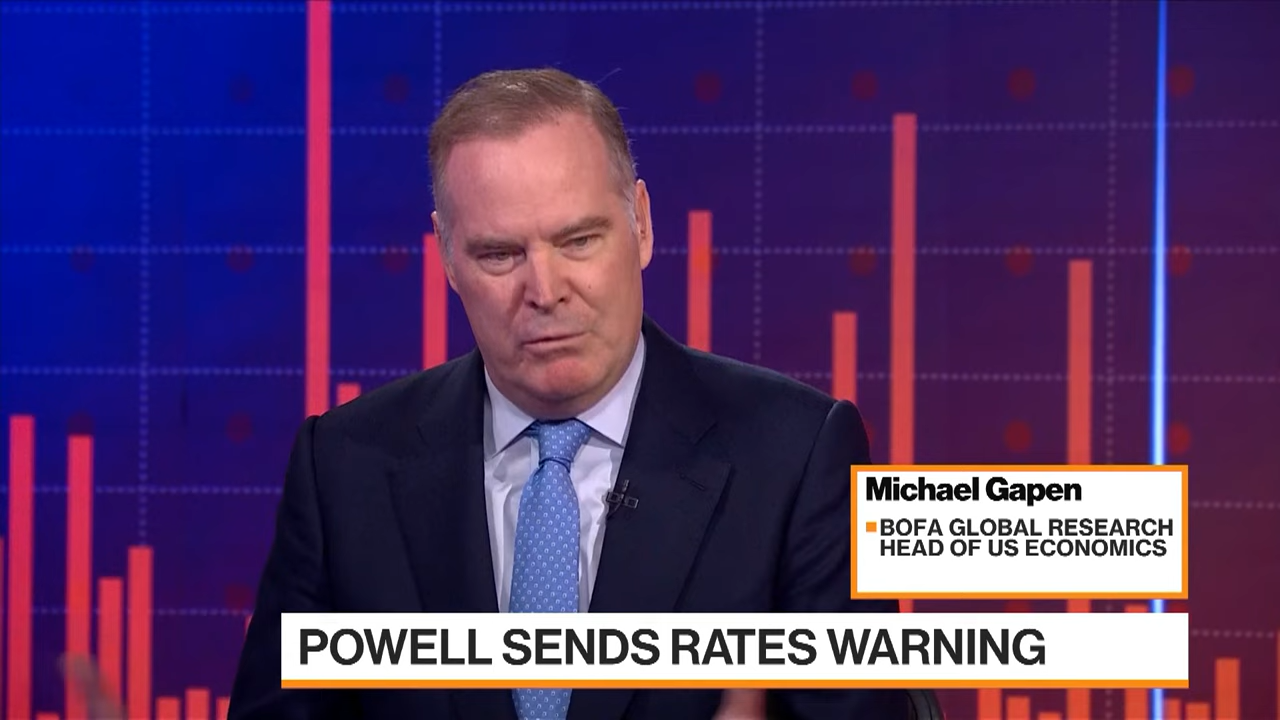 Michael Gapen
BOFA GLOBAL RESEARCH
HEAD OF US ECONOMICS
POWELL SENDS RATES WARNING